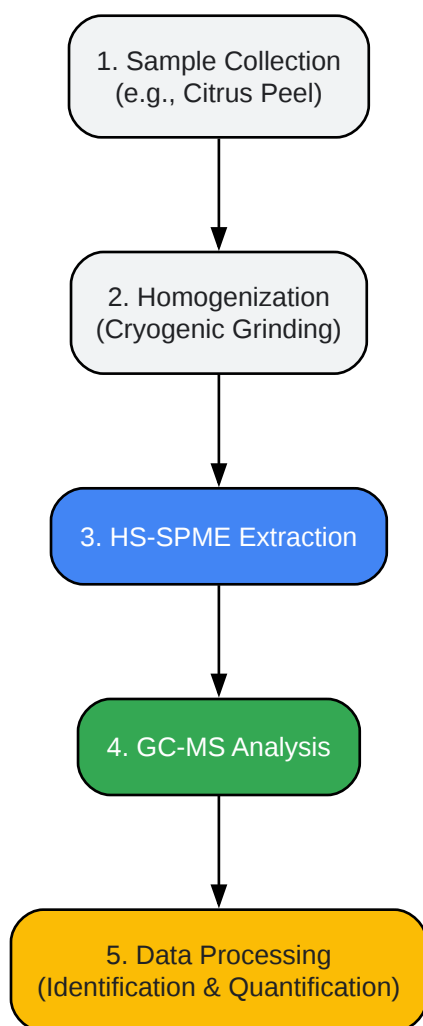 1. Sample Collection
(e.g., Citrus Peel)
2. Homogenization
(Cryogenic Grinding)
3. HS-SPME Extraction
4. GC-MS Analysis
5. Data Processing
(Identification & Quantification)